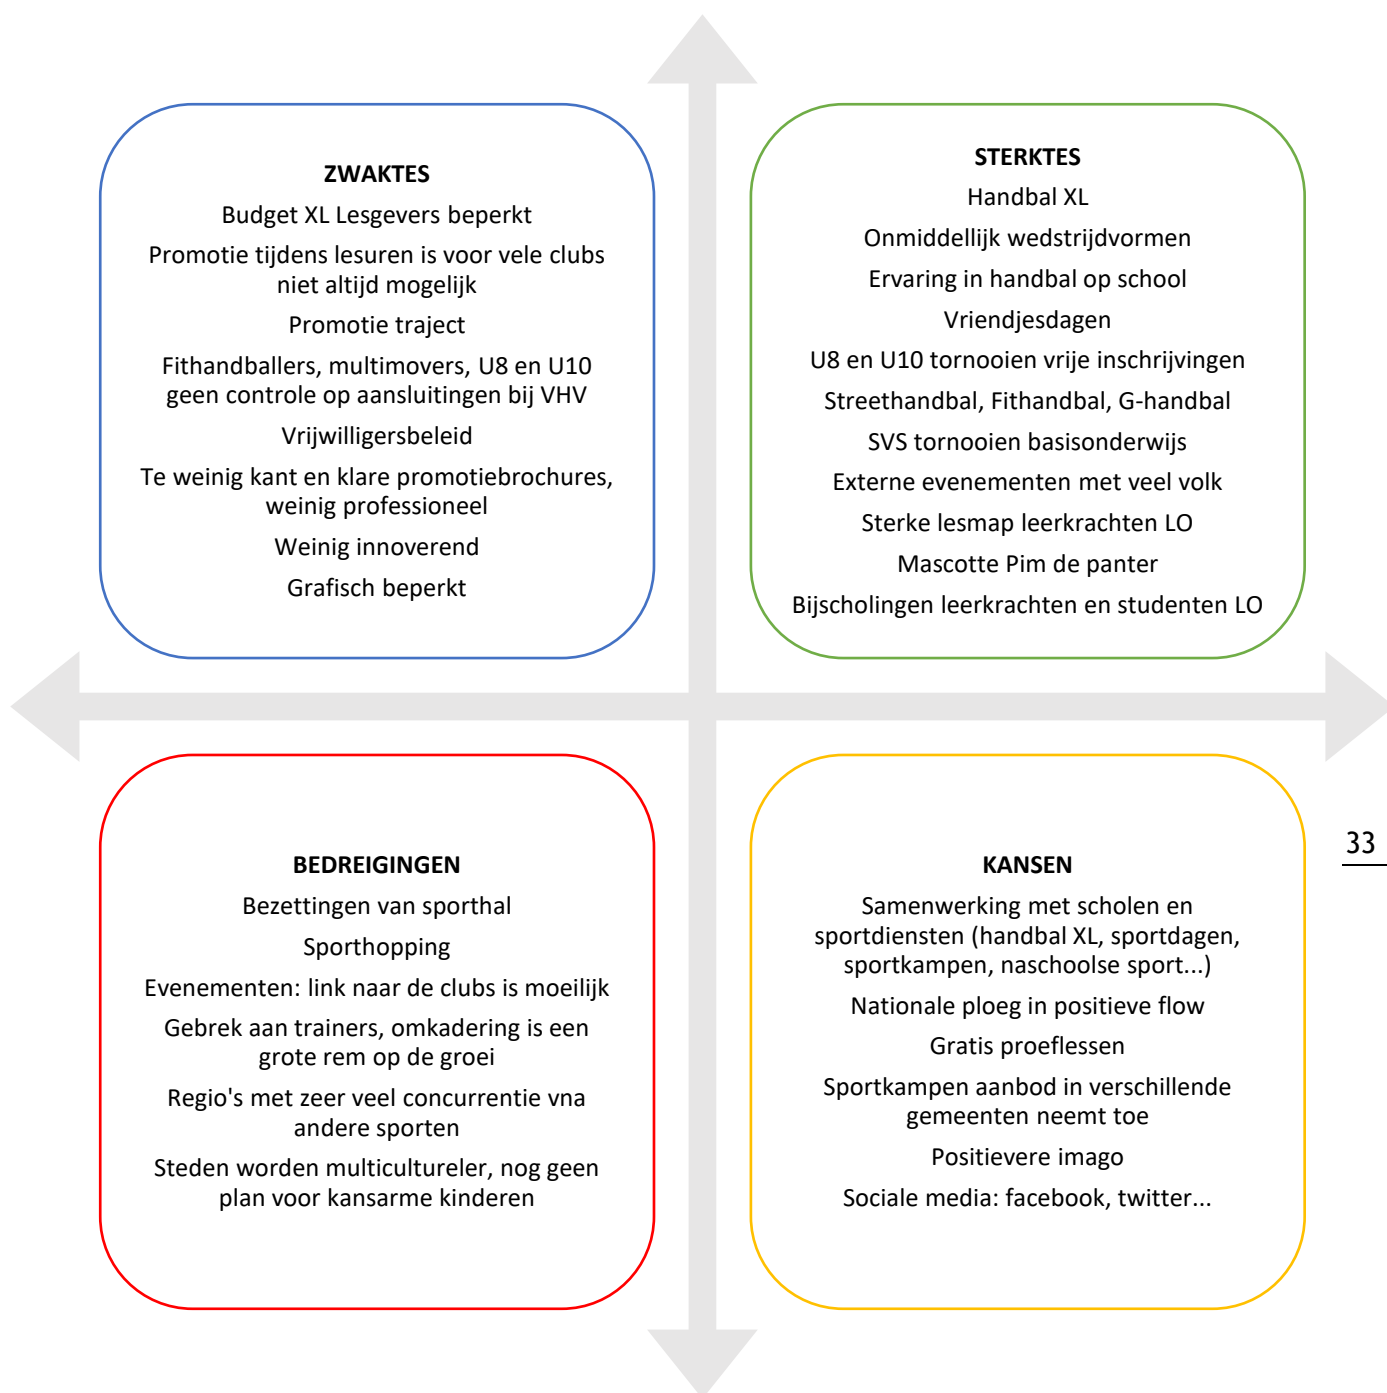 ZWAKTES
Budget XL Lesgevers beperkt
Promotie tijdens lesuren is voor vele clubs
niet altijd mogelijk
Promotie traject
Fithandballers, multimovers, U8 en U10
geen controle op aansluitingen bij VHV
Vrijwilligersbeleid
Te weinig kant en klare promotiebrochures,
weinig professioneel
Weinig innoverend
Grafisch beperkt
STERKTES
Handbal XL
Onmiddellijk wedstrijdvormen
Ervaring in handbal op school
Vriendjesdagen
U8 en U10 tornooien vrije inschrijvingen
Streethandbal, Fithandbal, G-handbal
SVS tornooien basisonderwijs
Externe evenementen met veel volk
Sterke lesmap leerkrachten LO
Mascotte Pim de panter
Bijscholingen leerkrachten en studenten LO
BEDREIGINGEN
Bezettingen van sporthal
Sporthopping
Evenementen: link naar de clubs is moeilijk
Gebrek aan trainers, omkadering is een
grote rem op de groei
Regio's met zeer veel concurrentie vna
andere sporten
Steden worden multicultureler, nog geen
plan voor kansarme kinderen
KANSEN
Samenwerking met scholen en
sportdiensten (handbal XL, sportdagen,
sportkampen, naschoolse sport...)
Nationale ploeg in positieve flow
Gratis proeflessen
Sportkampen aanbod in verschillende
gemeenten neemt toe
Positievere imago
Sociale media: facebook, twitter...
33